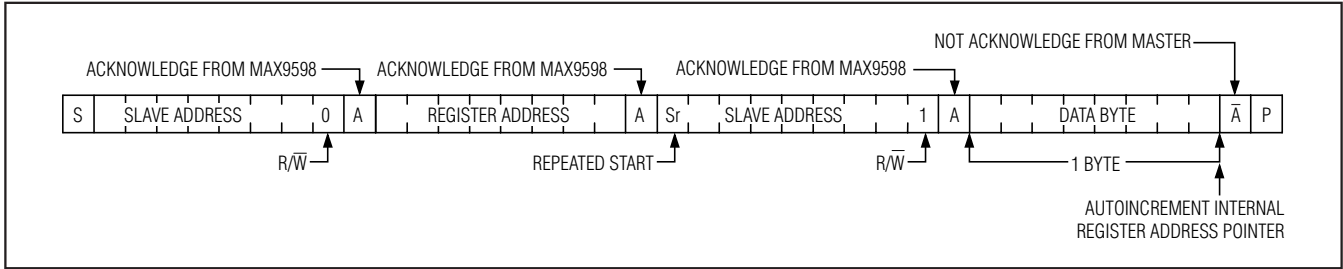 NOT ACKNOWLEDGE FROM MASTER
ACKNOWLEDGE FROM MAX9598 ACKNOWLEDGE FROM MAX9598 ACKNOWLEDGE FROM MAX9598
S SLAVE ADDRESS 0 A REGISTER ADDRESS A Sr SLAVE ADDRESS 1 A DATA BYTE A̅ P
R/W̅ REPEATED START R/W̅ 1 BYTE
AUTOINCREMENT INTERNAL
REGISTER ADDRESS POINTER